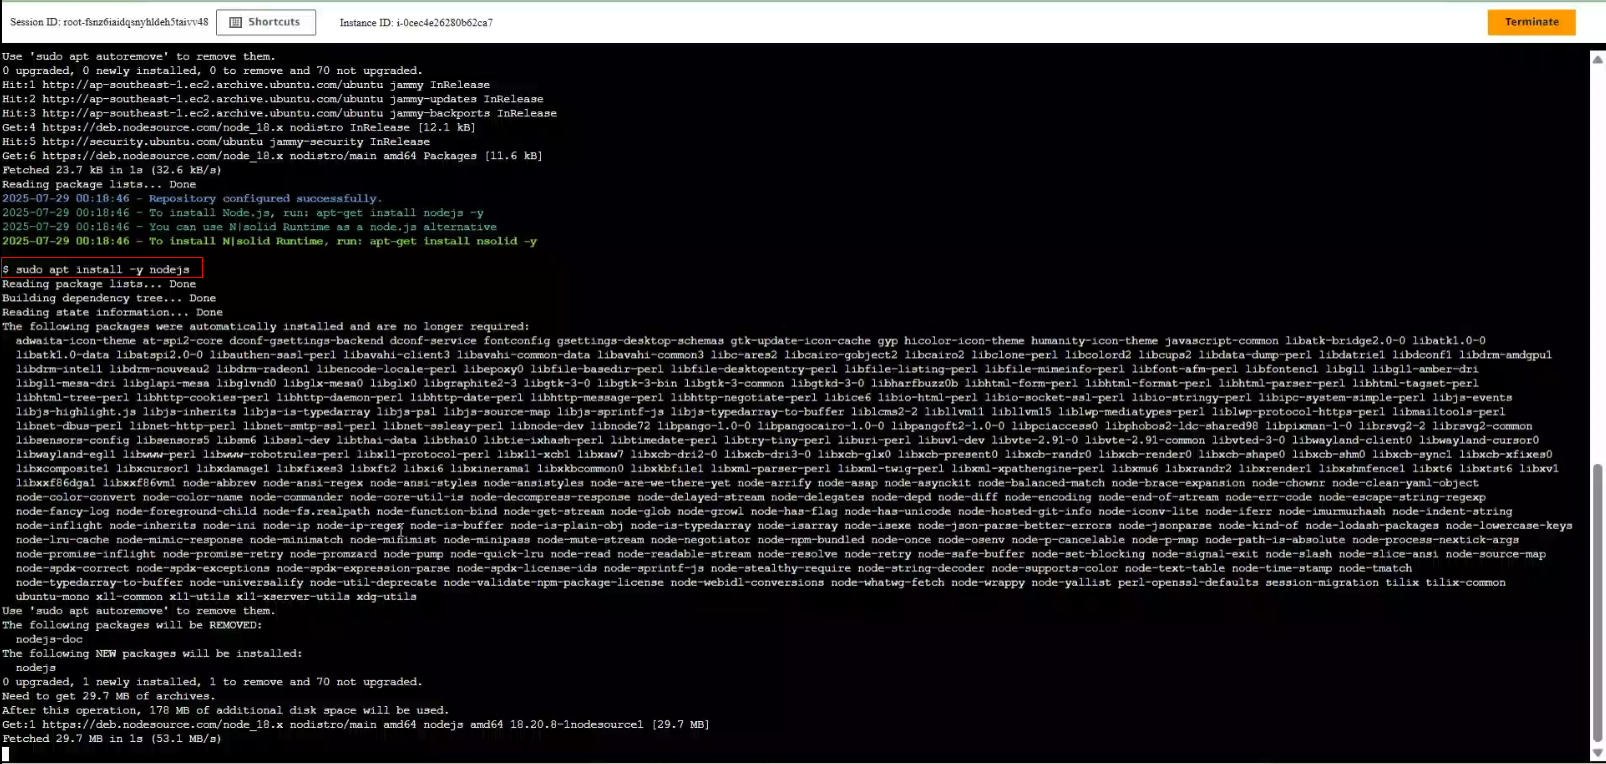 Session ID: root-fsnz6iaidqsnyhldeh5taivv48 Shortcuts Instance ID: i-0cec4e26280b62ca7 Terminate
Use 'sudo apt autoremove' to remove them.
0 upgraded, 0 newly installed, 0 to remove and 70 not upgraded.
Hit:1 http://ap-southeast-1.ec2.archive.ubuntu.com/ubuntu jammy InRelease
Hit:2 http://ap-southeast-1.ec2.archive.ubuntu.com/ubuntu jammy-updates InRelease
Hit:3 http://ap-southeast-1.ec2.archive.ubuntu.com/ubuntu jammy-backports InRelease
Get:4 https://deb.nodesource.com/node_18.x nodistro InRelease [12.1 kB]
Hit:5 http://security.ubuntu.com/ubuntu jammy-security InRelease
Get:6 https://deb.nodesource.com/node_18.x nodistro/main amd64 Packages [11.6 kB]
Fetched 23.7 kB in 1s (32.6 kB/s)
Reading package lists... Done
2025-07-29 00:18:46 - Repository configured successfully.
2025-07-29 00:18:46 - To install Node.js, run: apt-get install nodejs -y
2025-07-29 00:18:46 - You can use N|solid Runtime as a node.js alternative
2025-07-29 00:18:46 - To install N|solid Runtime, run: apt-get install nsolid -y
$ sudo apt install -y nodejs
Reading package lists... Done
Building dependency tree... Done
Reading state information... Done
The following packages were automatically installed and are no longer required:
adwaita-icon-theme at-spi2-core dconf-gsettings-backend dconf-service fontconfig gsettings-desktop-schemas gtk-update-icon-cache gyp hicolor-icon-theme humanity-icon-theme javascript-common libatk-bridge2.0-0 libatk1.0-0
libatk1.0-data libatspi2.0-0 libauthen-sasl-perl libavahi-client3 libavahi-common-data libavahi-common3 libc-ares2 libcairo-gobject2 libcairo2 libclone-perl libcolord2 libcups2 libdata-dump-perl libdatrie1 libdconf1 libdrm-amdgpu1
libdrm-intel1 libdrm-nouveau2 libdrm-radeon1 libencode-locale-perl libepoxy0 libfile-basedir-perl libfile-desktopentry-perl libfile-listing-perl libfile-mimeinfo-perl libfont-afm-perl libfontenc1 libgl1 libgl1-amber-dri
libgl1-mesa-dri libglapi-mesa libglvnd0 libglx-mesa0 libglx0 libgraphite2-3 libgtk-3-0 libgtk-3-bin libgtk-3-common libgtkd-3-0 libharfbuzz0b libhtml-form-perl libhtml-format-perl libhtml-parser-perl libhtml-tagset-perl
libhtml-tree-perl libhttp-cookies-perl libhttp-daemon-perl libhttp-date-perl libhttp-message-perl libhttp-negotiate-perl libice6 libio-html-perl libio-socket-ssl-perl libio-stringy-perl libipc-system-simple-perl libjs-events
libjs-highlight.js libjs-inherits libjs-is-typedarray libjs-psl libjs-source-map libjs-sprintf-js libjs-typedarray-to-buffer liblcms2-2 libllvm11 libllvm15 liblwp-mediatypes-perl liblwp-protocol-https-perl libmailtools-perl
libnet-dbus-perl libnet-http-perl libnet-smtp-ssl-perl libnet-ssleay-perl libnode-dev libnode72 libpango-1.0-0 libpangocairo-1.0-0 libpangoft2-1.0-0 libpciaccess0 libphobos2-ldc-shared98 libpixman-1-0 librsvg2-2 librsvg2-common
libsensors-config libsensors5 libsm6 libssl-dev libthai-data libthai0 libtie-ixhash-perl libtimedate-perl libtry-tiny-perl liburi-perl libuv1-dev libvte-2.91-0 libvte-2.91-common libvted-3-0 libwayland-client0 libwayland-cursor0
libwayland-egl1 libwww-perl libwww-robotrules-perl libx11-protocol-perl libx11-xcb1 libxaw7 libxcb-dri2-0 libxcb-dri3-0 libxcb-glx0 libxcb-present0 libxcb-randr0 libxcb-render0 libxcb-shape0 libxcb-shm0 libxcb-sync1 libxcb-xfixes0
libxcomposite1 libxcursor1 libxdamage1 libxfixes3 libxft2 libxi6 libxinerama1 libxkbcommon0 libxkbfile1 libxml-parser-perl libxml-twig-perl libxml-xpathengine-perl libxmu6 libxrandr2 libxrender1 libxshmfence1 libxt6 libxtst6 libxv1
libxxf86dga1 libxxf86vm1 node-abbrev node-ansi-regex node-ansi-styles node-ansistyles node-are-we-there-yet node-arrify node-asap node-asynckit node-balanced-match node-brace-expansion node-chownr node-clean-yaml-object
node-color-convert node-color-name node-commander node-core-util-is node-decompress-response node-delayed-stream node-delegates node-depd node-diff node-encoding node-end-of-stream node-err-code node-escape-string-regexp
node-fancy-log node-foreground-child node-fs.realpath node-function-bind node-get-stream node-glob node-growl node-has-flag node-has-unicode node-hosted-git-info node-iconv-lite node-iferr node-imurmurhash node-indent-string
node-inflight node-inherits node-ini node-ip node-ip-regex node-is-buffer node-is-plain-obj node-is-typedarray node-isarray node-isexe node-json-parse-better-errors node-jsonparse node-kind-of node-lodash-packages node-lowercase-keys
node-lru-cache node-mimic-response node-minimatch node-minimist node-minipass node-mute-stream node-negotiator node-npm-bundled node-once node-osenv node-p-cancelable node-p-map node-path-is-absolute node-process-nextick-args
node-promise-inflight node-promise-retry node-promzard node-pump node-quick-lru node-read node-readable-stream node-resolve node-retry node-safe-buffer node-set-blocking node-signal-exit node-slash node-slice-ansi node-source-map
node-spdx-correct node-spdx-exceptions node-spdx-expression-parse node-spdx-license-ids node-sprintf-js node-stealthy-require node-string-decoder node-supports-color node-text-table node-time-stamp node-tmatch
node-typedarray-to-buffer node-universalify node-util-deprecate node-validate-npm-package-license node-webidl-conversions node-whatwg-fetch node-wrappy node-yallist perl-openssl-defaults session-migration tilix tilix-common
ubuntu-mono x11-common x11-utils x11-xserver-utils xdg-utils
Use 'sudo apt autoremove' to remove them.
The following packages will be REMOVED:
nodejs-doc
The following NEW packages will be installed:
nodejs
0 upgraded, 1 newly installed, 1 to remove and 70 not upgraded.
Need to get 29.7 MB of archives.
After this operation, 178 MB of additional disk space will be used.
Get:1 https://deb.nodesource.com/node_18.x nodistro/main amd64 nodejs amd64 18.20.8-1nodesource1 [29.7 MB]
Fetched 29.7 MB in 1s (53.1 MB/s)